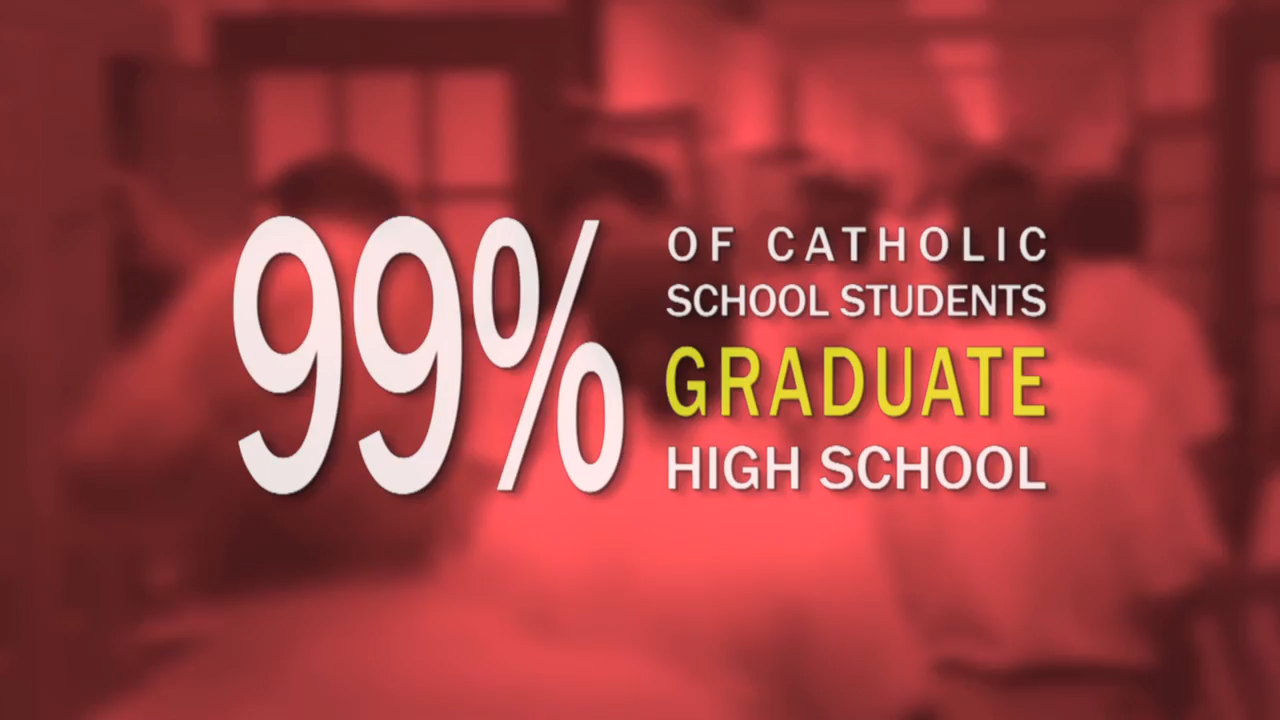 99%
OF CATHOLIC
SCHOOL STUDENTS
GRADUATE
HIGH SCHOOL